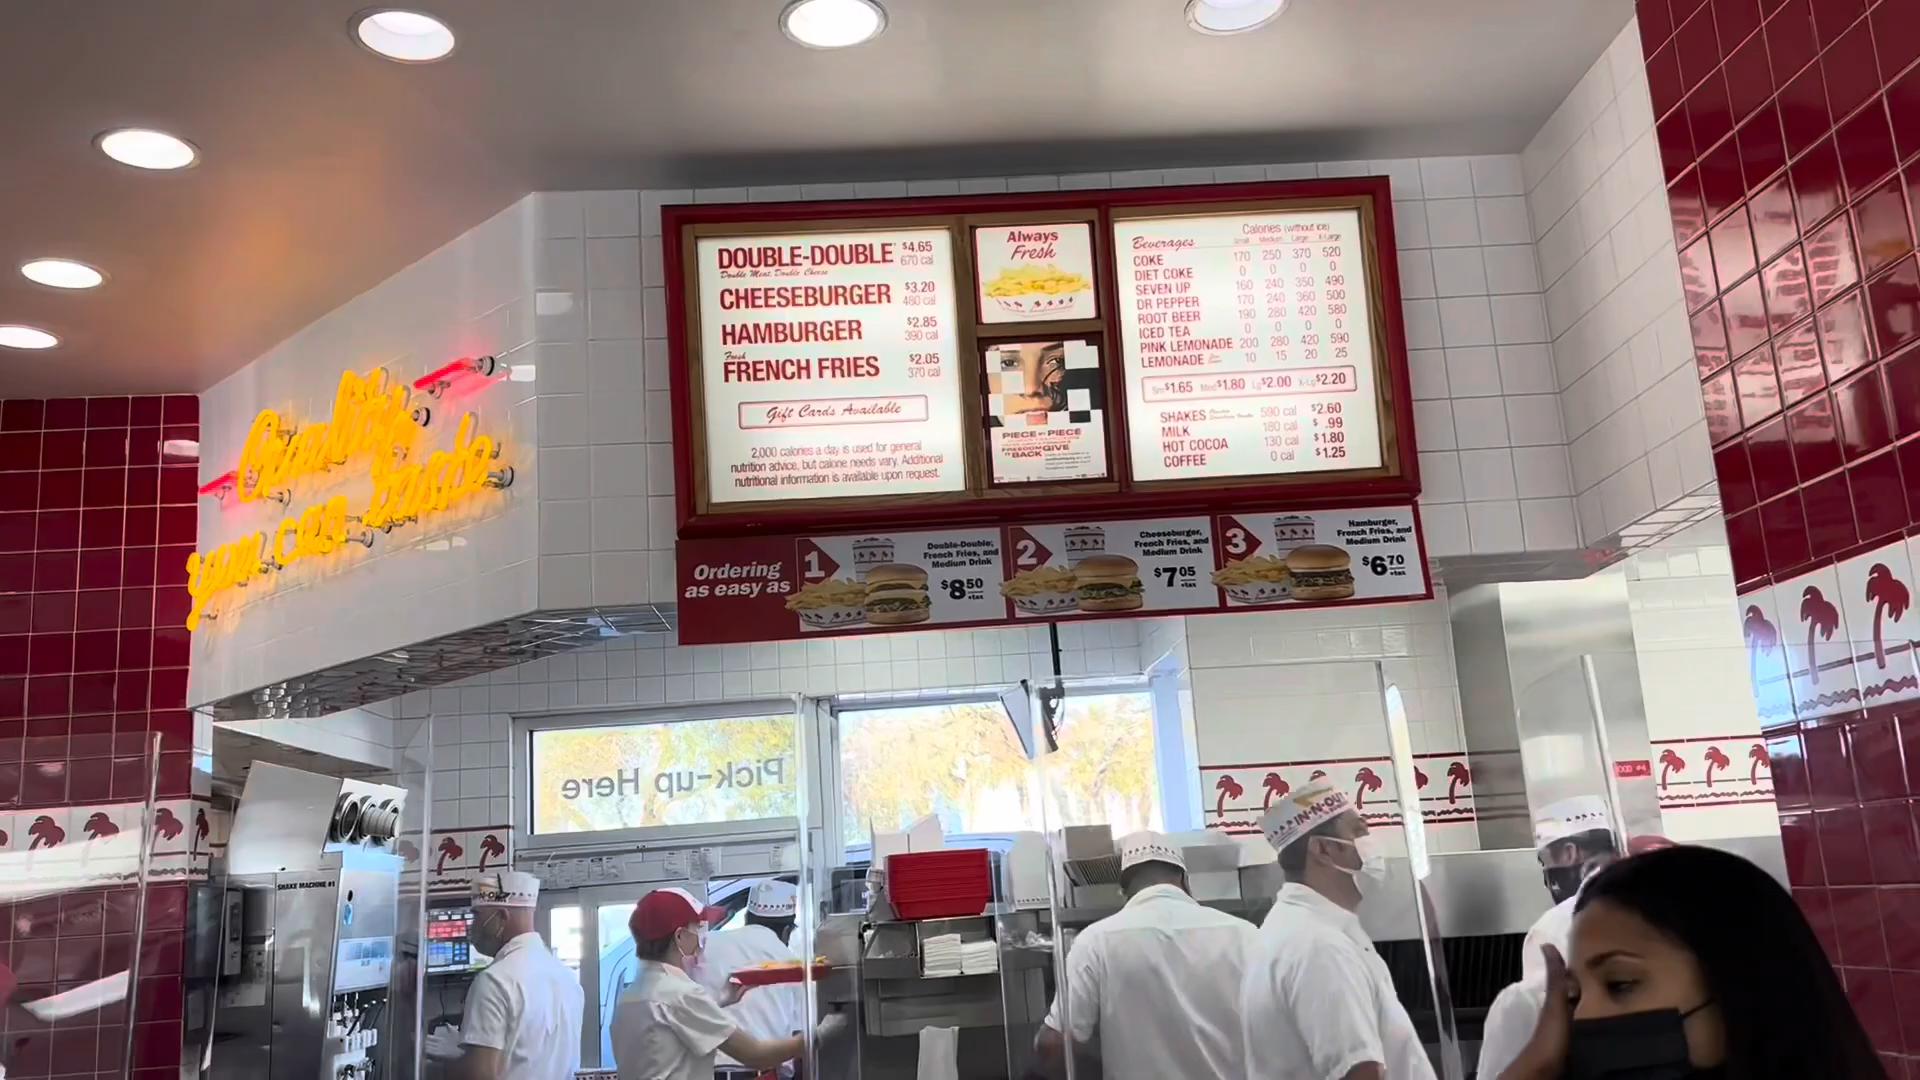 Quality
you can taste
DOUBLE-DOUBLE $4.65
Double Meat, Double Cheese 670 cal
CHEESEBURGER $3.20
480 cal
HAMBURGER $2.85
390 cal
Fresh
FRENCH FRIES $2.05
370 cal
Gift Cards Available
2,000 calories a day is used for general
nutrition advice, but calorie needs vary. Additional
nutritional information is available upon request.
Always
Fresh
PIECE BY PIECE
FREEDOM GIVE
BACK
Calories (without ice)
Beverages Small Medium Large X-Large
COKE 170 250 370 520
DIET COKE 0 0 0 0
SEVEN UP 160 240 350 490
DR PEPPER 170 240 360 500
ROOT BEER 190 280 420 580
ICED TEA 0 0 0 0
PINK LEMONADE 200 280 420 590
LEMONADE 10 15 20 25
Sm $1.65 Med $1.80 Lg $2.00 X-Lg $2.20
SHAKES 590 cal $2.60
MILK 180 cal $ .99
HOT COCOA 130 cal $1.80
COFFEE 0 cal $1.25
Ordering
as easy as
1
Double-Double,
French Fries, and
Medium Drink
$8.50
+tax
2
Cheeseburger,
French Fries, and
Medium Drink
$7.05
+tax
3
Hamburger,
French Fries, and
Medium Drink
$6.70
+tax
Pick-up Here
SHAKE MACHINE #1
IN-N-OUT